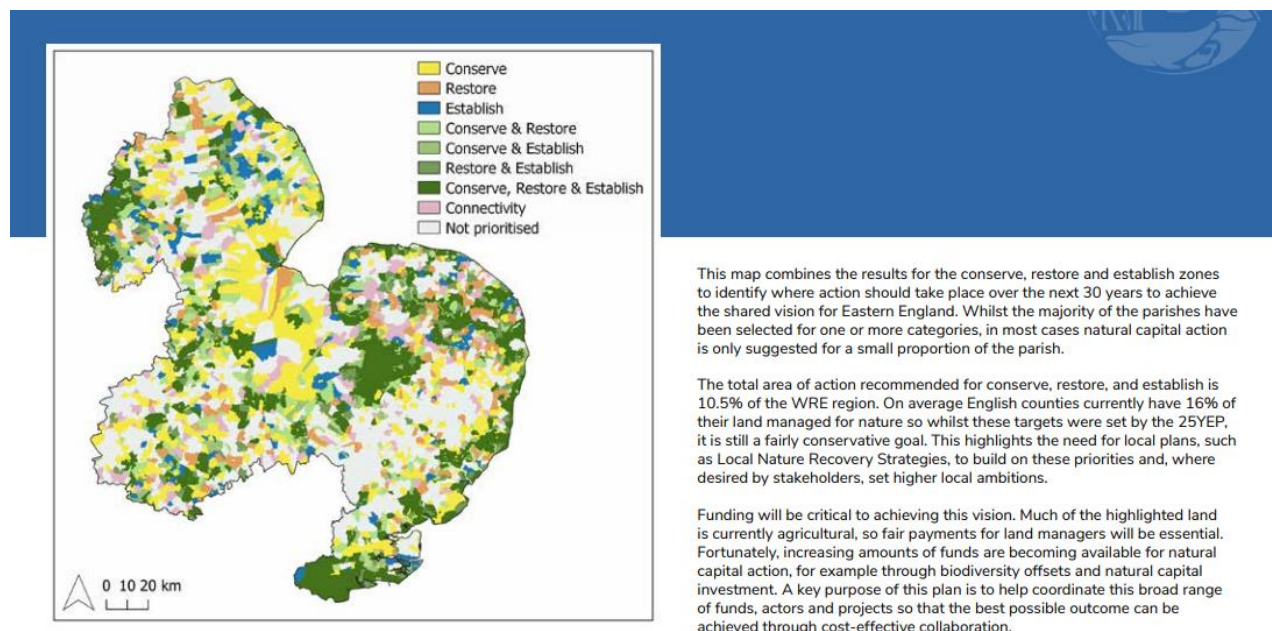 Conserve
Restore
Establish
Conserve & Restore
Conserve & Establish
Restore & Establish
Conserve, Restore & Establish
Connectivity
Not prioritised
0 10 20 km
This map combines the results for the conserve, restore and establish zones
to identify where action should take place over the next 30 years to achieve
the shared vision for Eastern England. Whilst the majority of the parishes have
been selected for one or more categories, in most cases natural capital action
is only suggested for a small proportion of the parish.
The total area of action recommended for conserve, restore, and establish is
10.5% of the WRE region. On average English counties currently have 16% of
their land managed for nature so whilst these targets were set by the 25YEP,
it is still a fairly conservative goal. This highlights the need for local plans, such
as Local Nature Recovery Strategies, to build on these priorities and, where
desired by stakeholders, set higher local ambitions.
Funding will be critical to achieving this vision. Much of the highlighted land
is currently agricultural, so fair payments for land managers will be essential.
Fortunately, increasing amounts of funds are becoming available for natural
capital action, for example through biodiversity offsets and natural capital
investment. A key purpose of this plan is to help coordinate this broad range
of funds, actors and projects so that the best possible outcome can be
achieved through cost-effective collaboration.